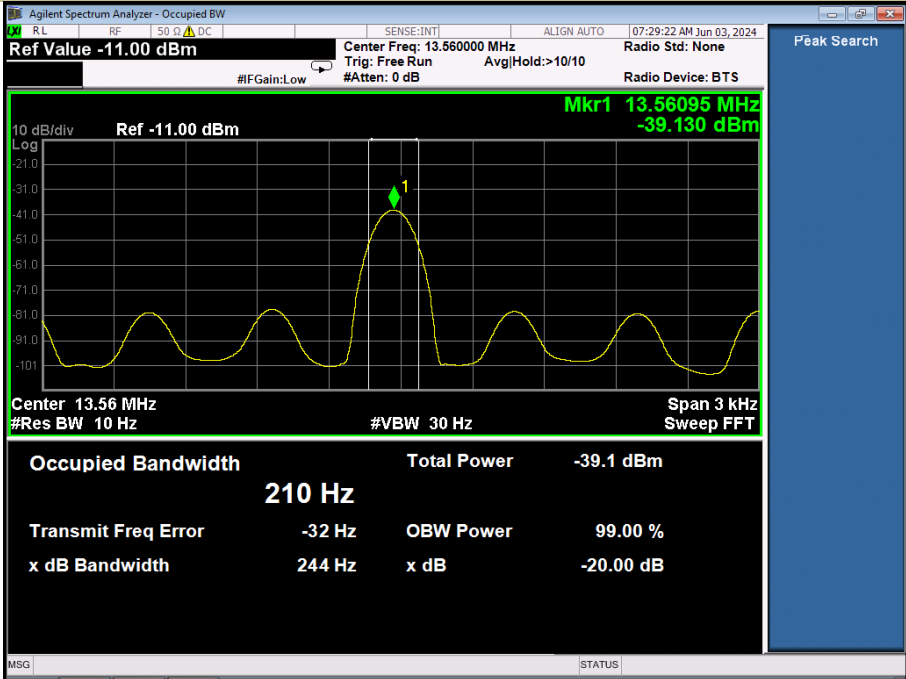 Agilent Spectrum Analyzer - Occupied BW
LXI RL RF 50 Ω DC SENSE:INT ALIGN AUTO 07:29:22 AM Jun 03, 2024
Ref Value -11.00 dBm
Center Freq: 13.560000 MHz
Radio Std: None
Trig: Free Run Avg|Hold:>10/10
#IFGain:Low
#Atten: 0 dB
Radio Device: BTS
Peak Search
Mkr1 13.56095 MHz
-39.130 dBm
10 dB/div Ref -11.00 dBm
Log
-21.0
-31.0
1
-41.0
-51.0
-61.0
-71.0
-81.0
-91.0
-101
Center 13.56 MHz Span 3 kHz
#Res BW 10 Hz #VBW 30 Hz Sweep FFT
Occupied Bandwidth Total Power -39.1 dBm
210 Hz
Transmit Freq Error -32 Hz OBW Power 99.00 %
x dB Bandwidth 244 Hz x dB -20.00 dB
MSG STATUS